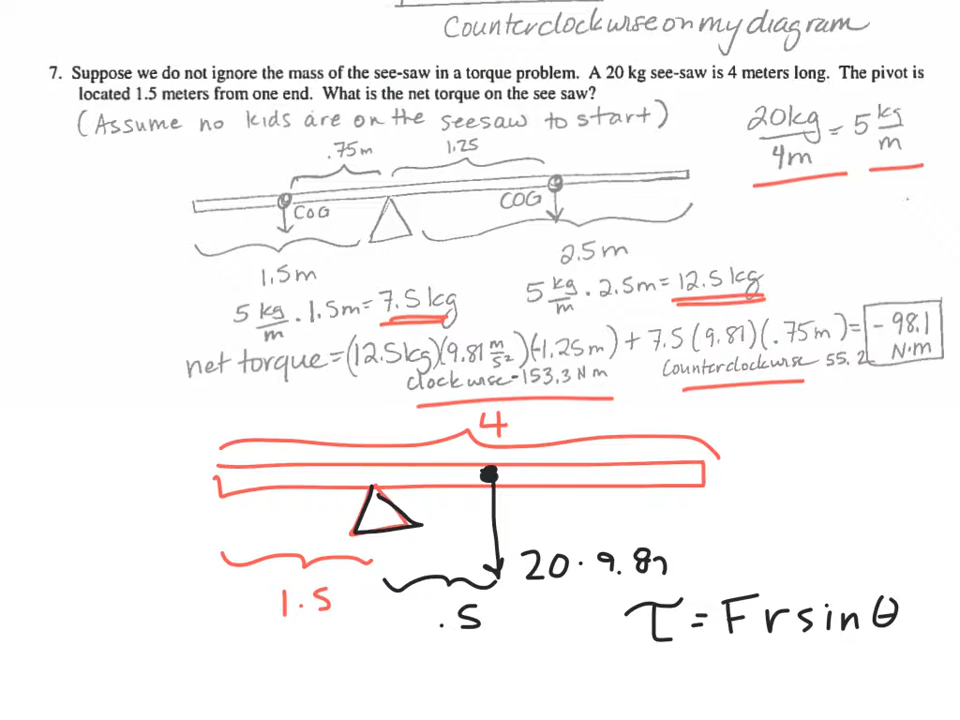 Counterclockwise on my diagram
7. Suppose we do not ignore the mass of the see-saw in a torque problem. A 20 kg see-saw is 4 meters long. The pivot is
located 1.5 meters from one end. What is the net torque on the see saw?
(Assume no kids are on the seesaw to start)
20kg/4m = 5 kg/m
.75m 1.25
COG COG
1.5m 2.5m
5 kg/m · 1.5m = 7.5 kg 5 kg/m · 2.5m = 12.5 kg
net torque = (12.5kg)(9.81 m/s2)(-1.25m) + 7.5 (9.81)(.75m) = -98.1 N·m
clockwise -153.3 Nm Counterclockwise 55.2
4
20 · 9.81
1.5 .5
τ = F r sin θ